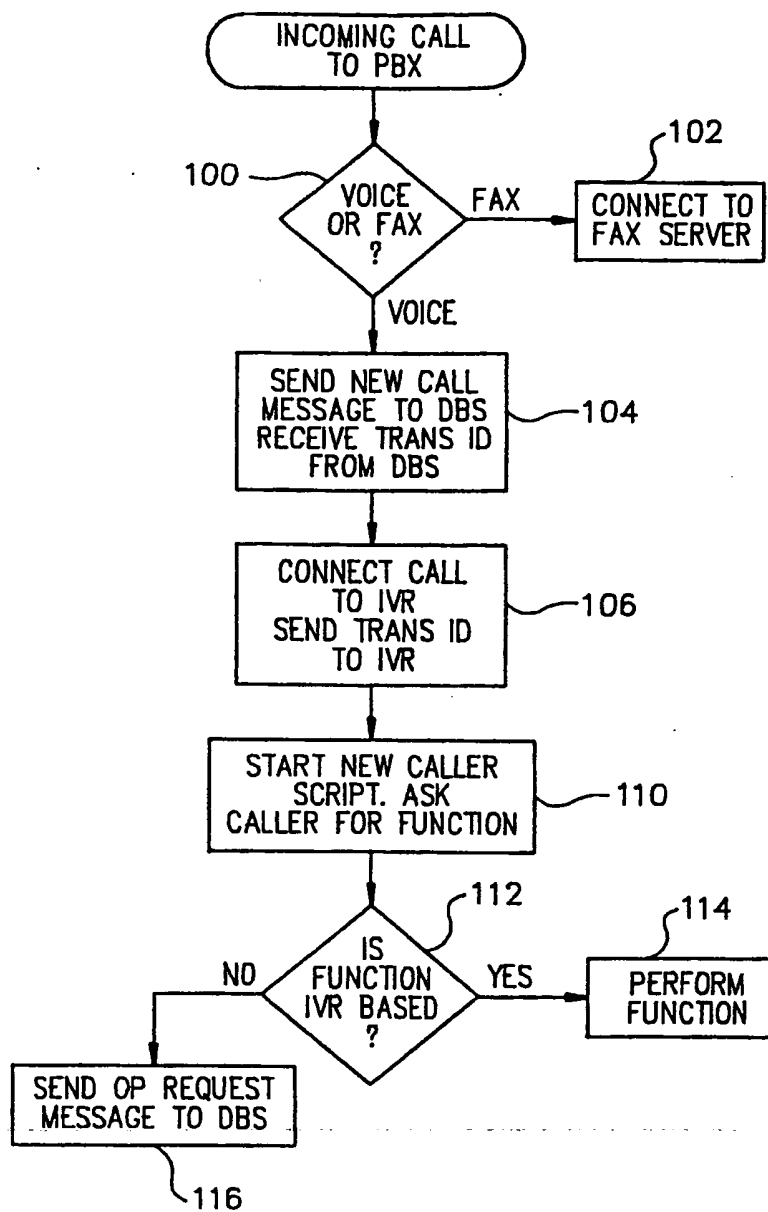 INCOMING CALL
TO PBX
100
VOICE
OR FAX
?
FAX
102
CONNECT TO
FAX SERVER
VOICE
SEND NEW CALL
MESSAGE TO DBS
RECEIVE TRANS ID
FROM DBS
104
CONNECT CALL
TO IVR
SEND TRANS ID
TO IVR
106
START NEW CALLER
SCRIPT. ASK
CALLER FOR FUNCTION
110
112
IS
FUNCTION
IVR BASED
?
NO
YES
114
PERFORM
FUNCTION
SEND OP REQUEST
MESSAGE TO DBS
116